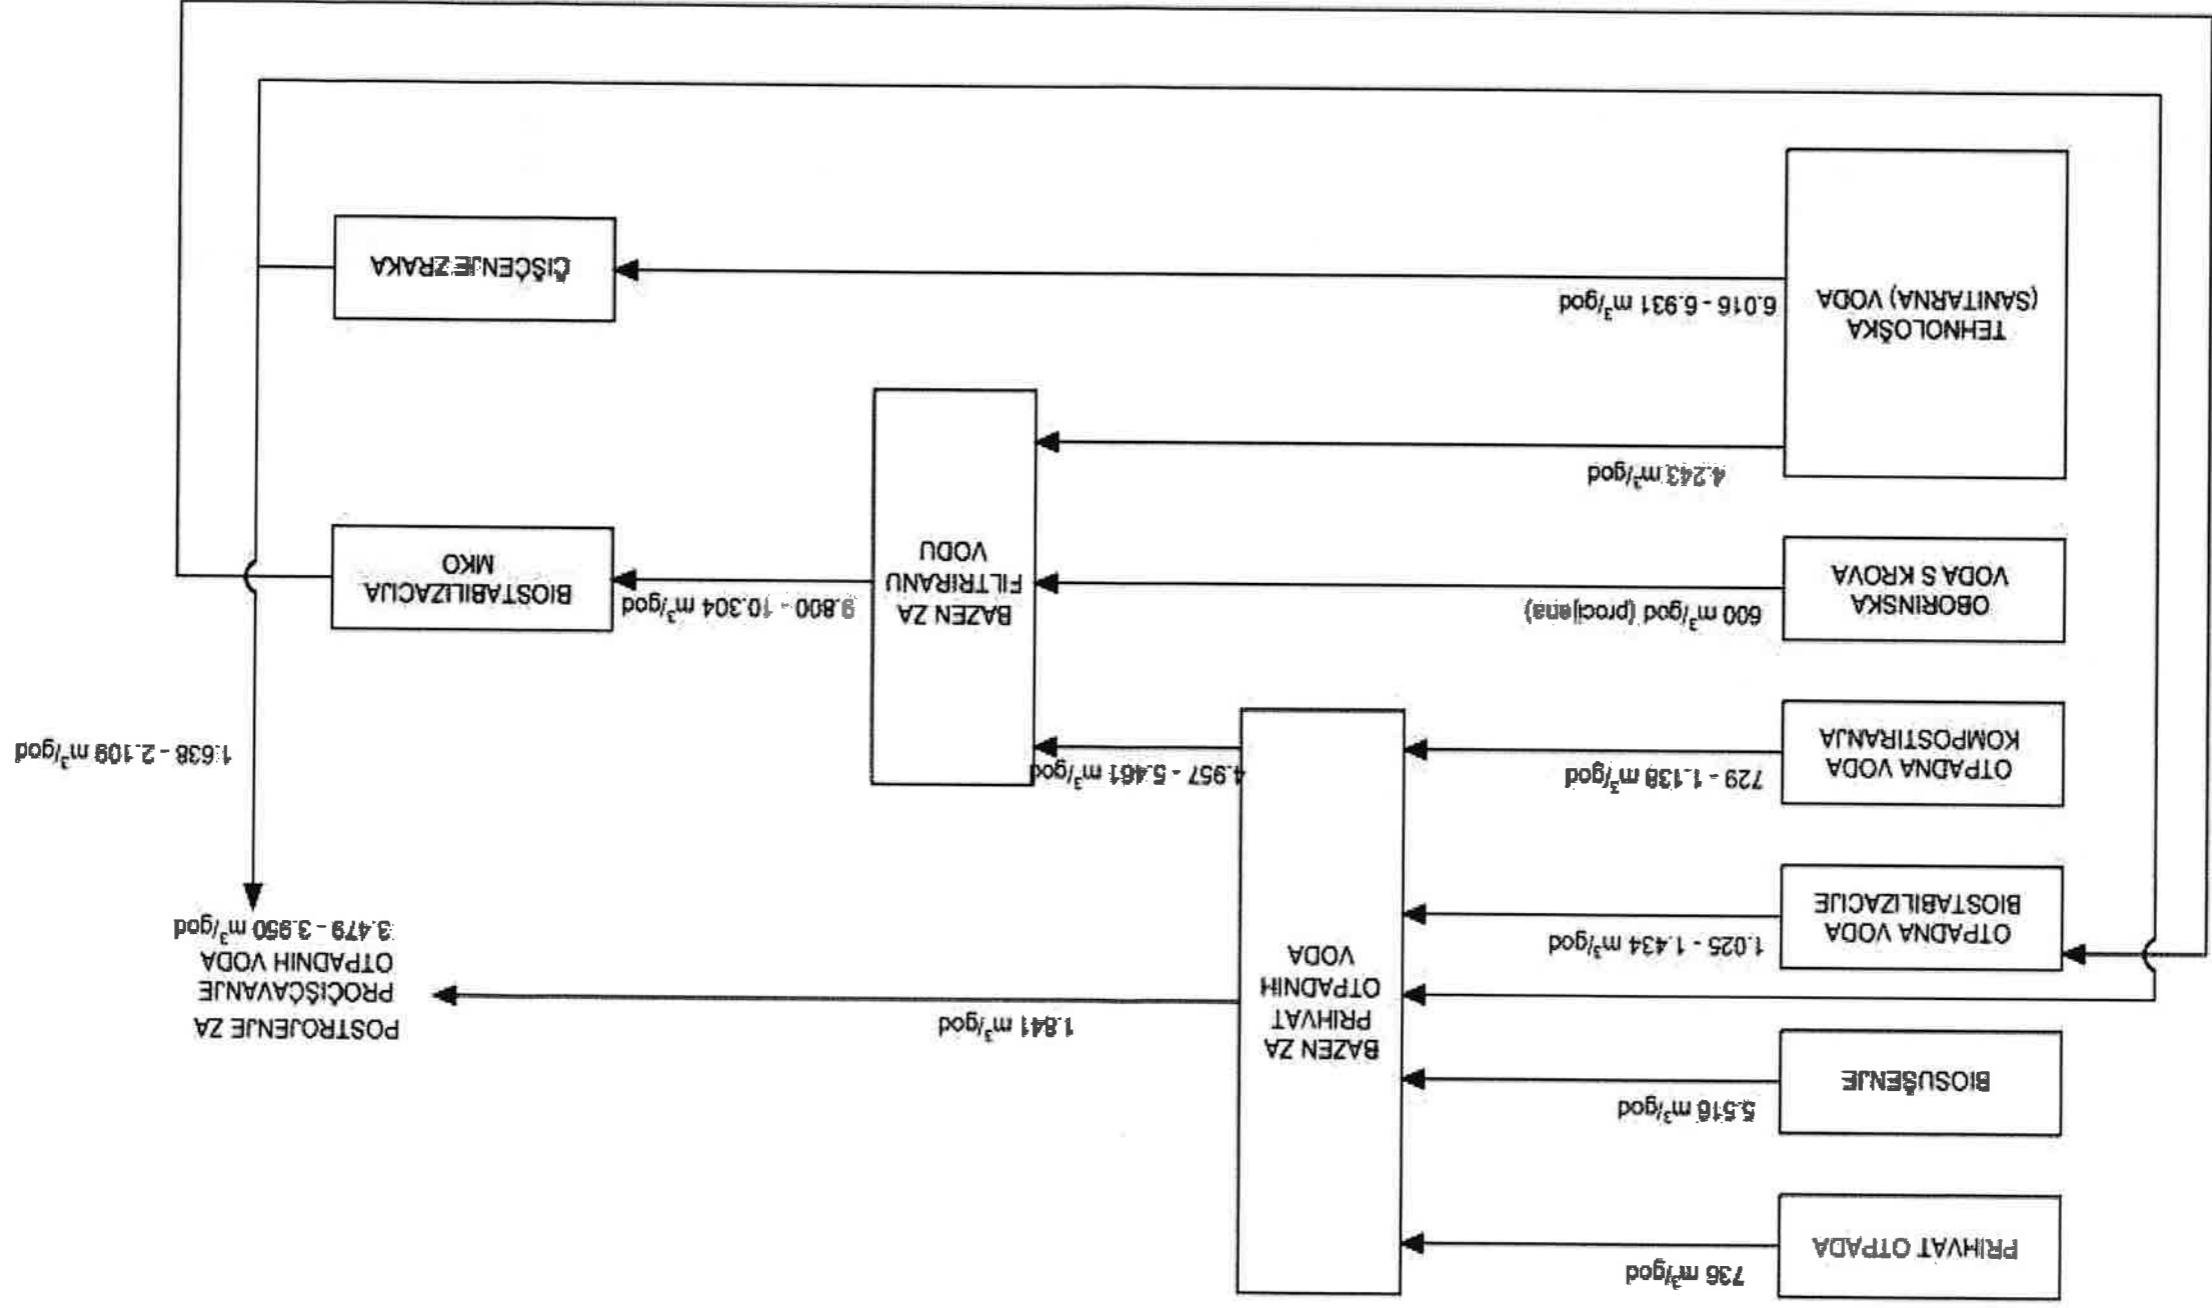 PRIHVAT OTPADA
736 m³/god
BIOSUŠENJE
5.516 m³/god
OTPADNA VODA
BIOSTABILIZACIJE
1.025 - 1.434 m³/god
OTPADNA VODA
KOMPOSTIRANJA
729 - 1.138 m³/god
OBORINSKA
VODA S KROVA
600 m³/god (procijena)
TEHNOLOŠKA
(SANITARNA) VODA
4.243 m³/god
6.016 - 6.931 m³/god
BAZEN ZA
PRIHVAT
OTPADNIH
VODA
1.841 m³/god
4.957 - 5.461 m³/god
BAZEN ZA
FILTRIRANU
VODU
9.800 - 10.304 m³/god
BIOSTABILIZACIJA
MKO
ČIŠĆENJE ZRAKA
POSTROJENJE ZA
PROČIŠĆAVANJE
OTPADNIH VODA
3.479 - 3.950 m³/god
1.638 - 2.109 m³/god